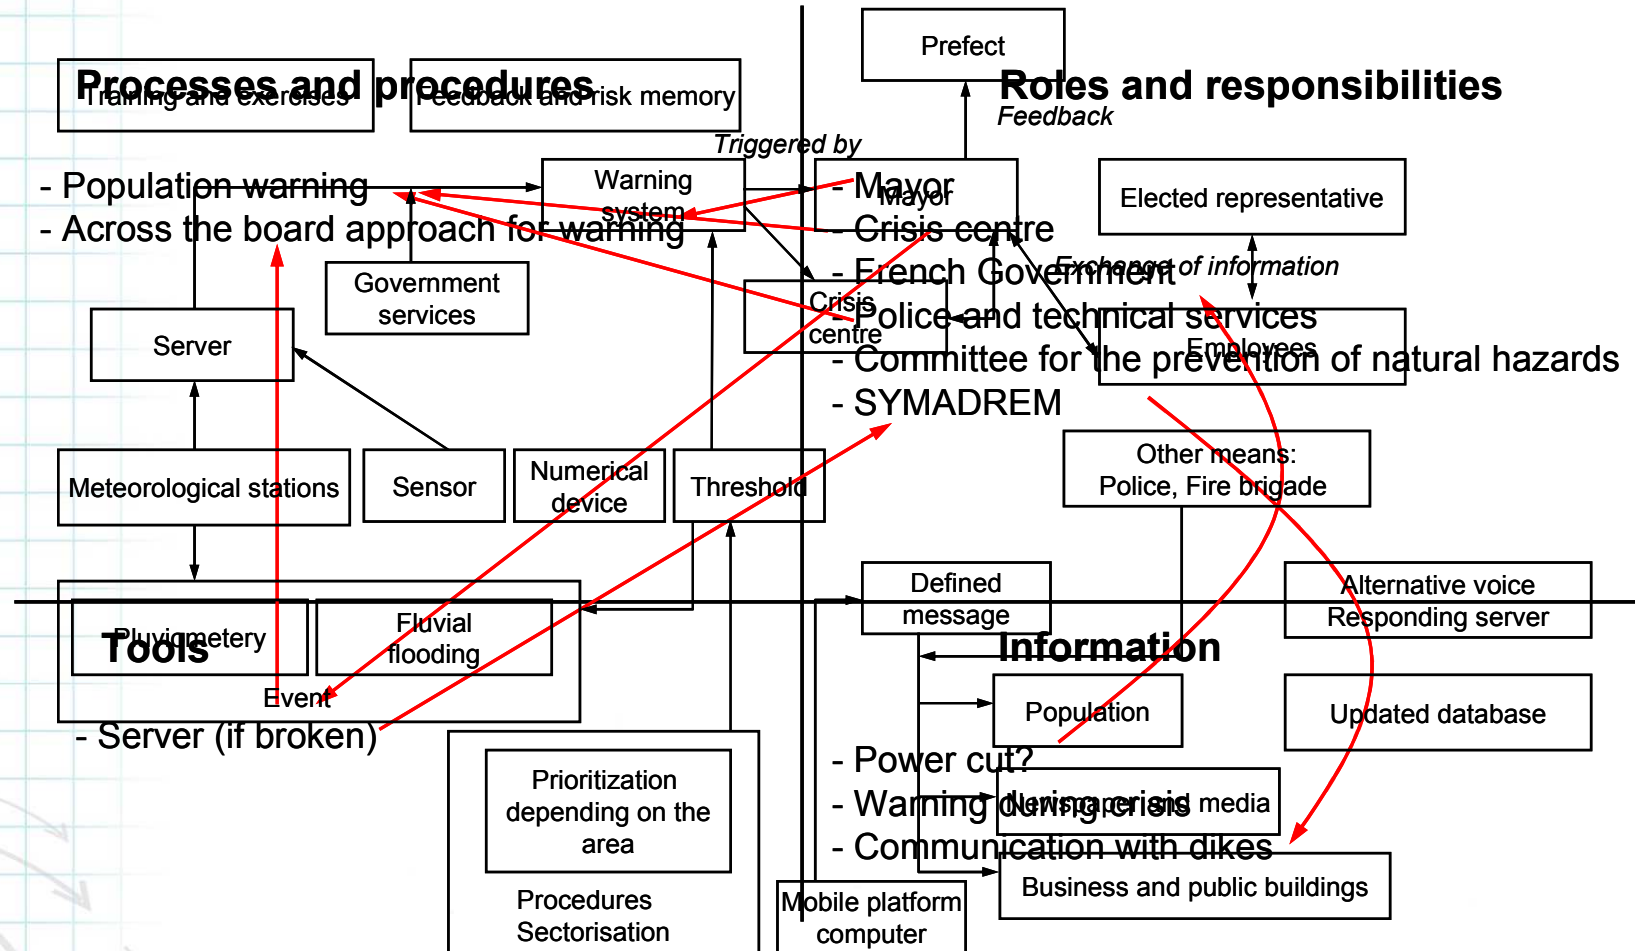 Prefect
Processes and procedures
Training and exercises
Feedback and risk memory
Roles and responsibilities
Feedback
Triggered by
- Population warning
- Across the board approach for warning
Warning
system
Mayor
Elected representative
- Mayor
- Crisis centre
- French Government
- Police and technical services
- Committee for the prevention of natural hazards
- SYMADREM
Exchange of information
Government
services
Crisis
centre
Server
Employees
Meteorological stations
Sensor
Numerical
device
Threshold
Other means:
Police, Fire brigade
Defined
message
Alternative voice
Responding server
Pluviometery
Fluvial
flooding
Tools
Event
- Server (if broken)
Information
Population
Updated database
- Power cut?
- Warning during crisis
- Communication with dikes
Newspaper and media
Business and public buildings
Prioritization
depending on the
area
Procedures
Sectorisation
Mobile platform
computer